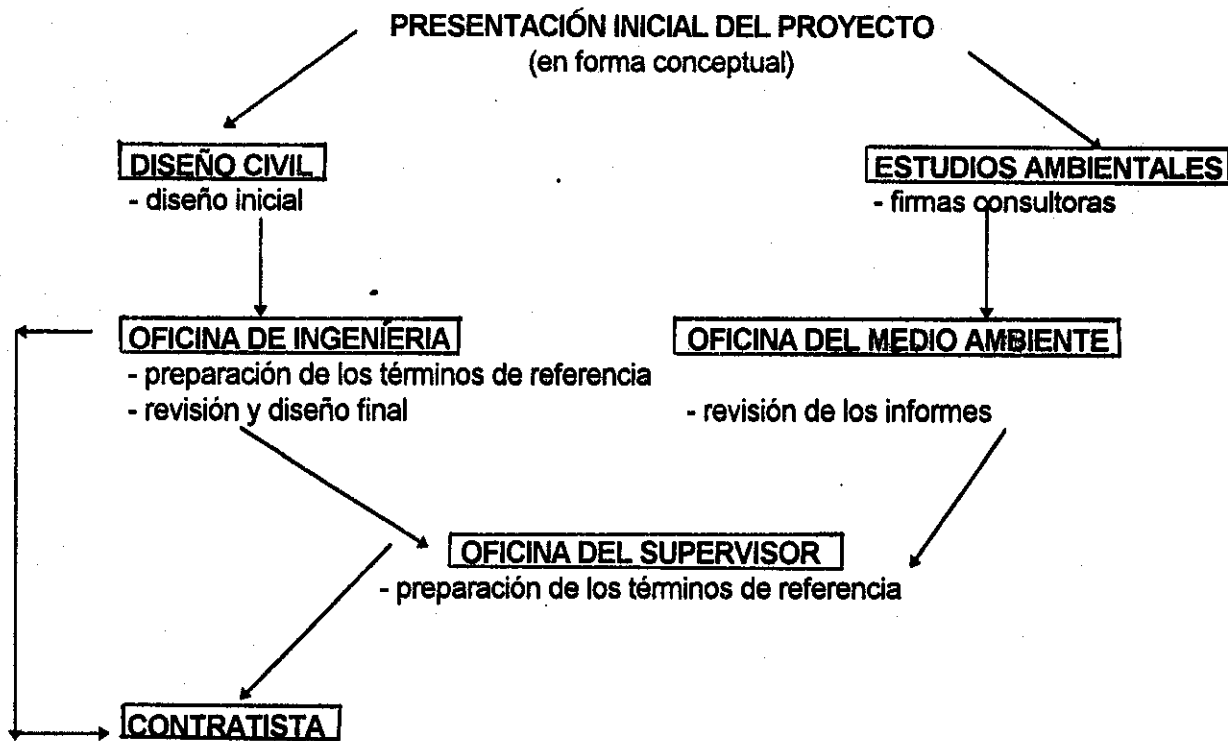 PRESENTACIÓN INICIAL DEL PROYECTO
(en forma conceptual)
DISEÑO CIVIL
- diseño inicial
ESTUDIOS AMBIENTALES
- firmas consultoras
OFICINA DE INGENÍERIA
- preparación de los términos de referencia
- revisión y diseño final
OFICINA DEL MEDIO AMBIENTE
- revisión de los informes
OFICINA DEL SUPERVISOR
- preparación de los términos de referencia
CONTRATISTA